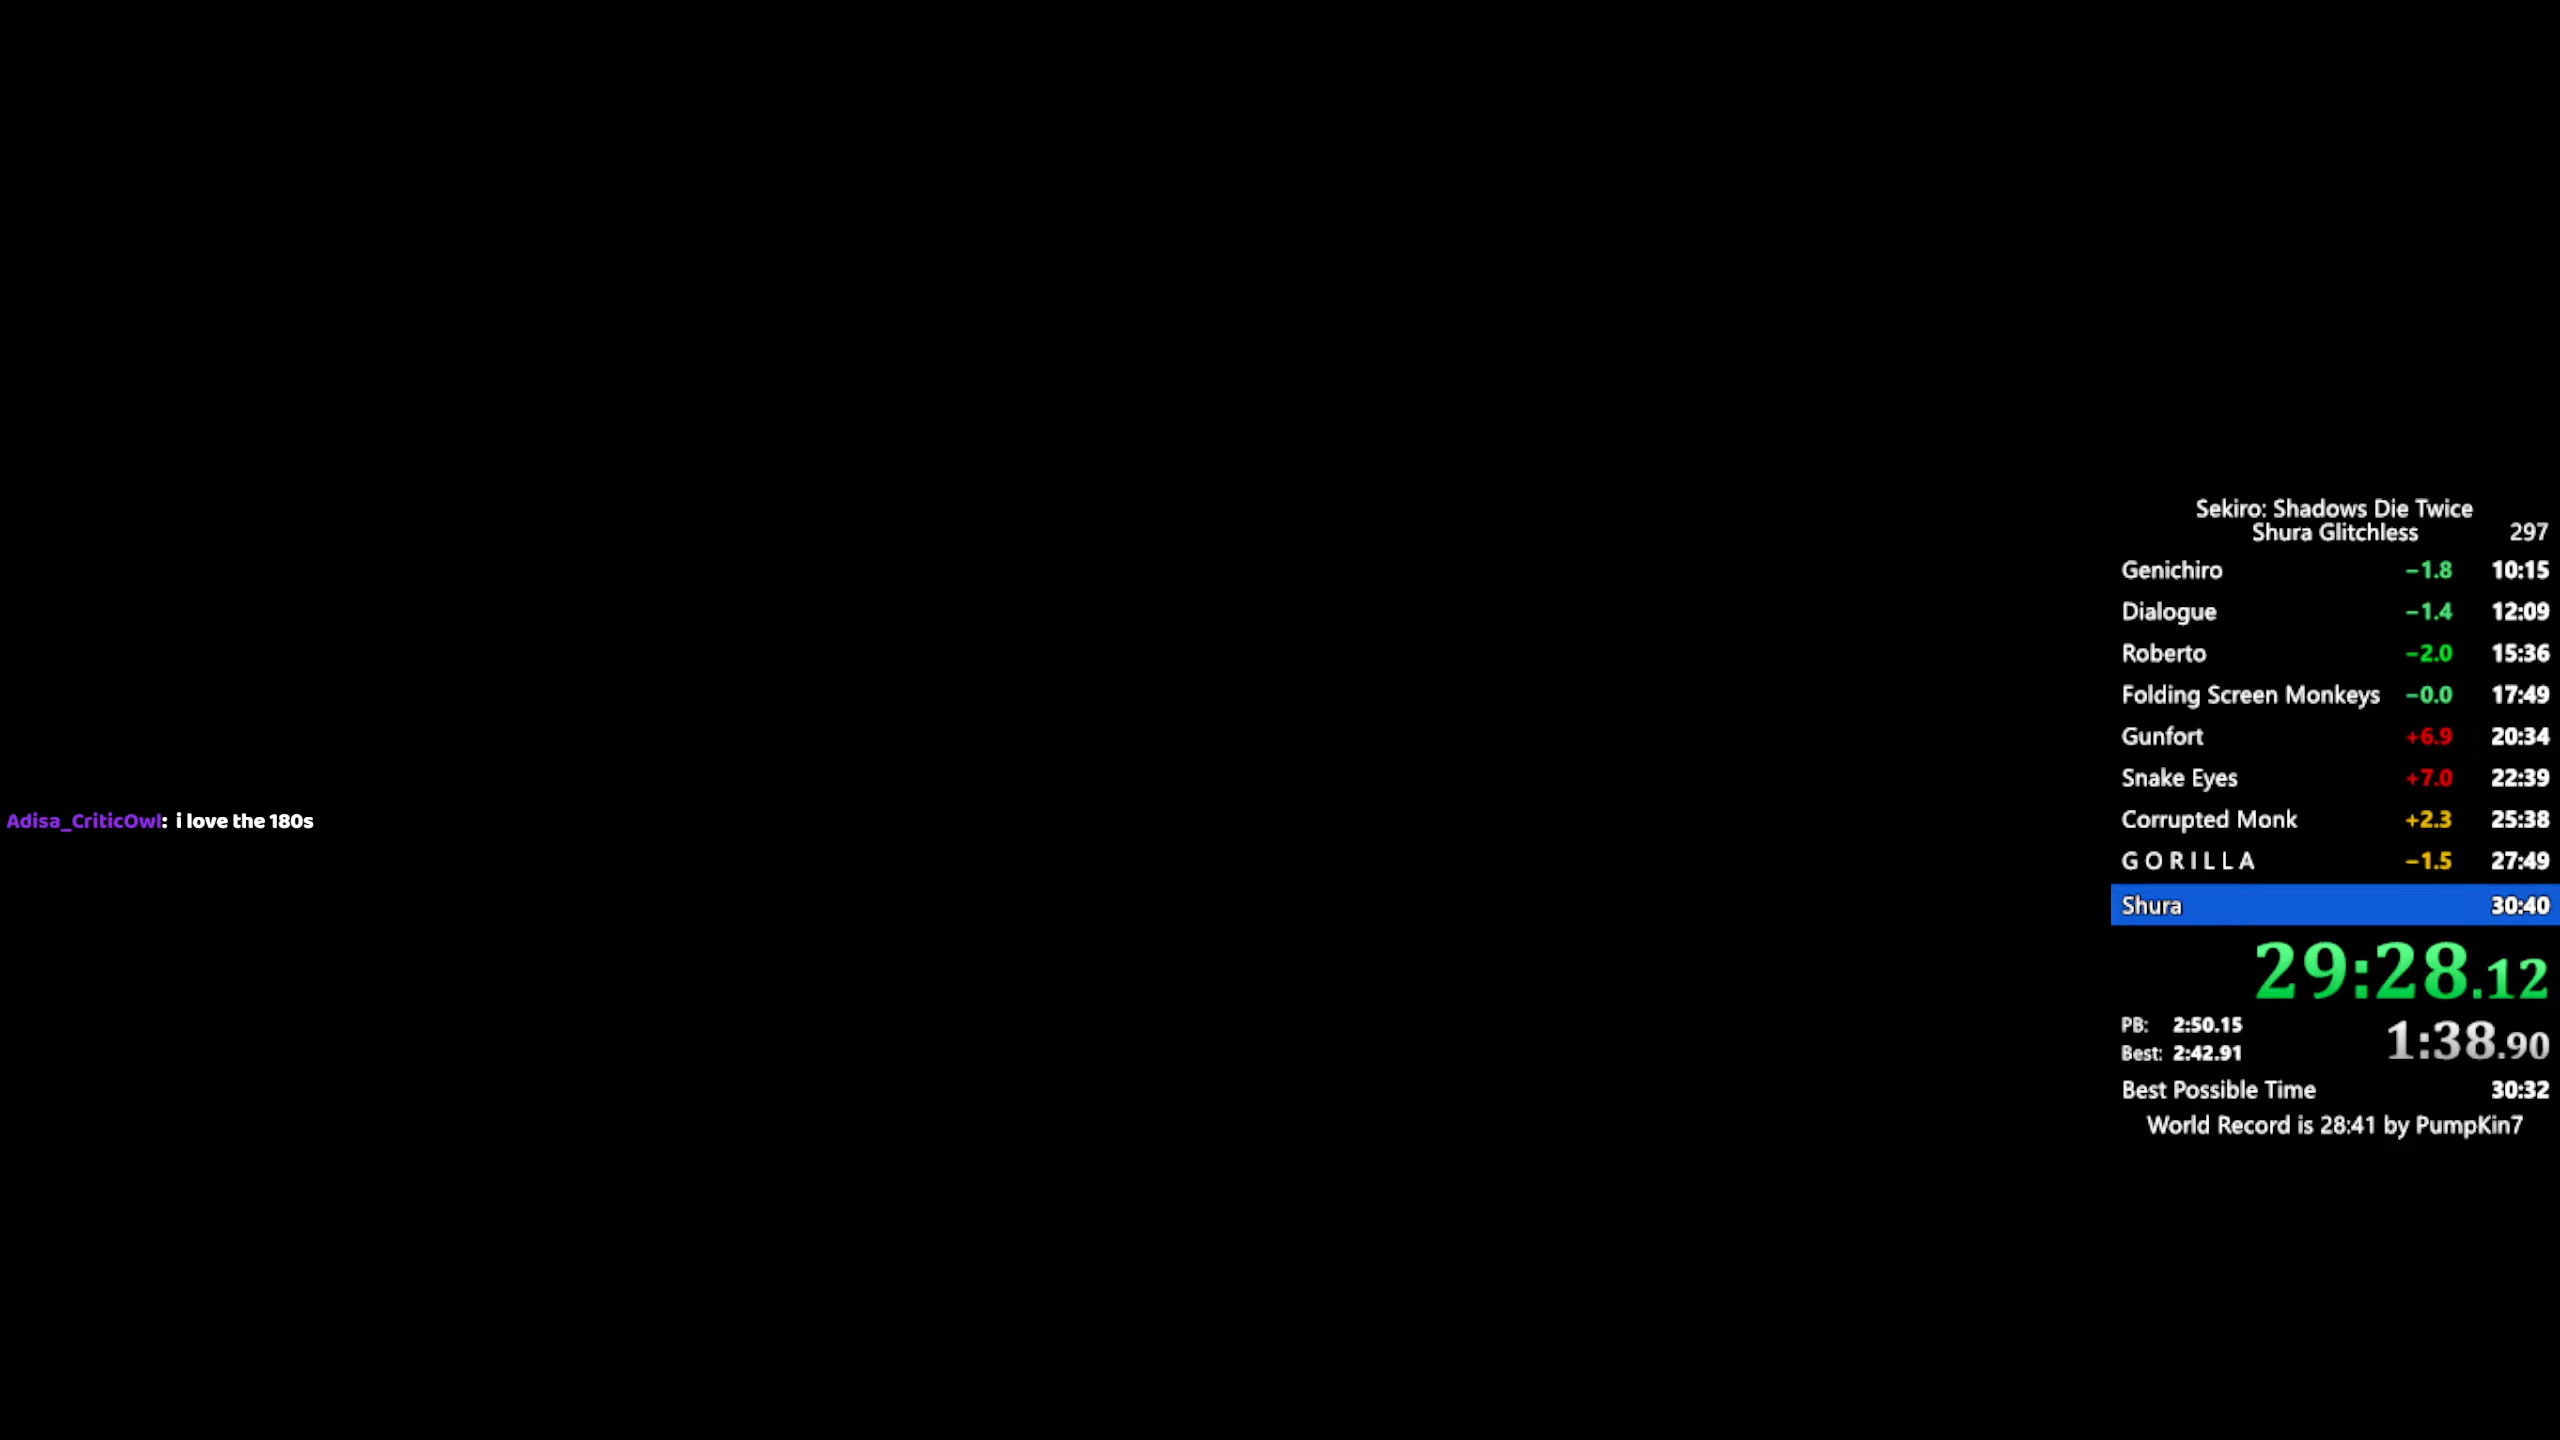 Sekiro: Shadows Die Twice
Shura Glitchless 297
Genichiro −1.8 10:15
Dialogue −1.4 12:09
Roberto −2.0 15:36
Folding Screen Monkeys −0.0 17:49
Gunfort +6.9 20:34
Snake Eyes +7.0 22:39
Adisa_CriticOwl: i love the 180s
Corrupted Monk +2.3 25:38
G O R I L L A −1.5 27:49
Shura 30:40
29:28.12
PB: 2:50.15
1:38.90
Best: 2:42.91
Best Possible Time 30:32
World Record is 28:41 by PumpKin7